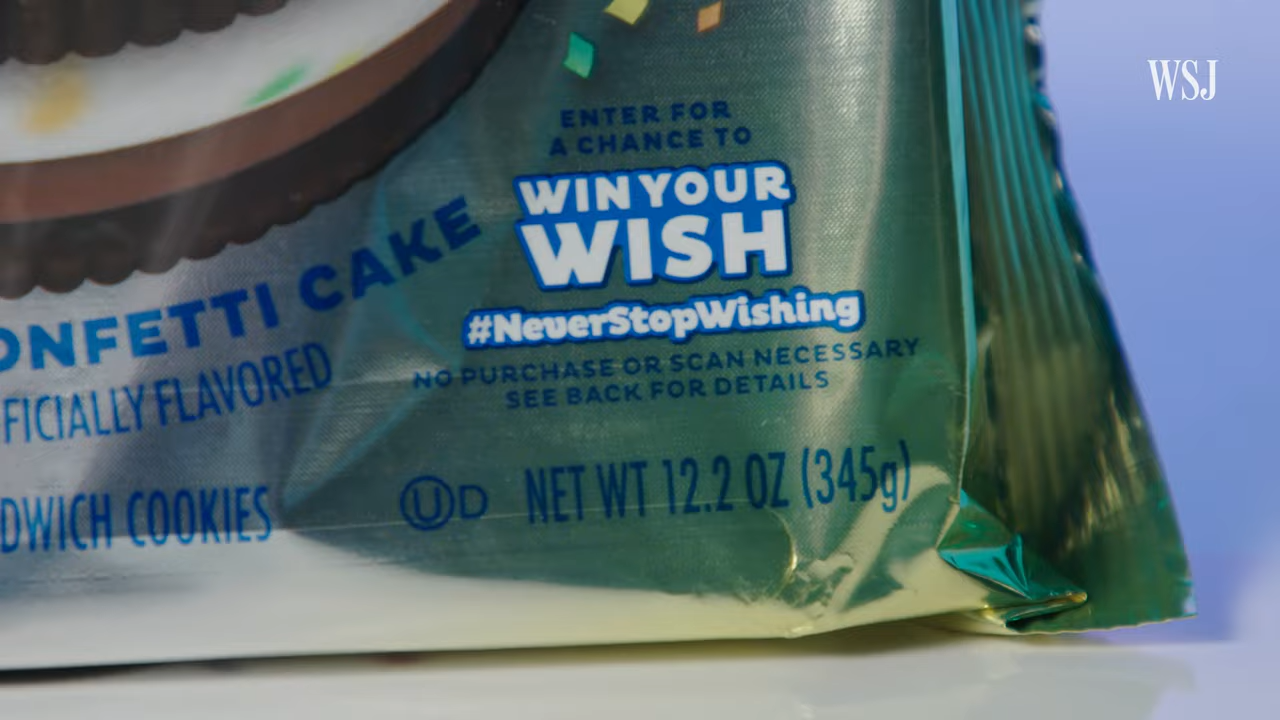 WSJ
ENTER FOR
A CHANCE TO
WIN YOUR
WISH
#NeverStopWishing
NO PURCHASE OR SCAN NECESSARY
SEE BACK FOR DETAILS
ONFETTI CAKE
FICIALLY FLAVORED
DWICH COOKIES
UD
NET WT 12.2 OZ (345g)